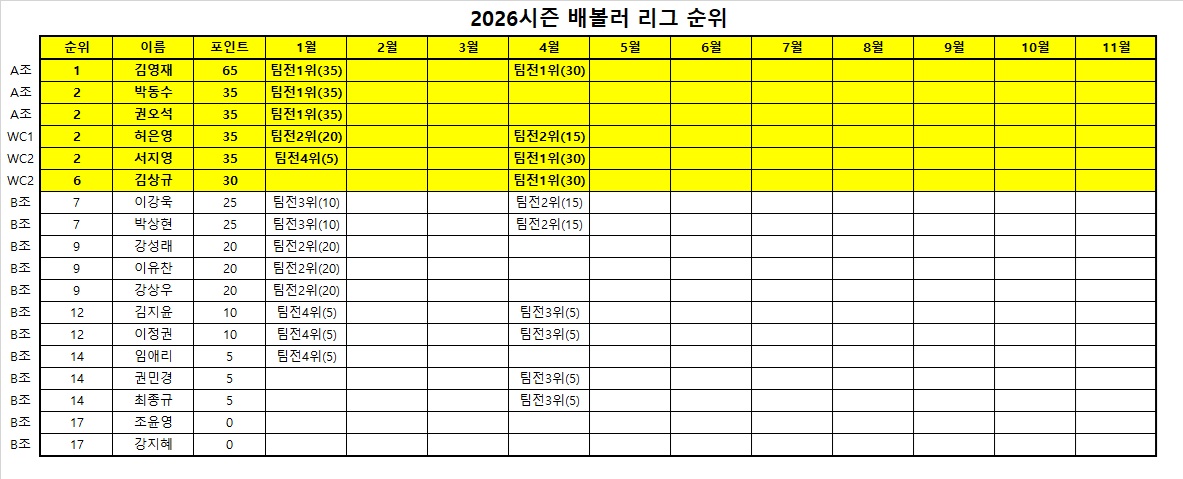 2026시즌 배볼러 리그 순위
순위 이름 포인트 1월 2월 3월 4월 5월 6월 7월 8월 9월 10월 11월
A조 1 김영재 65 팀전1위(35) 팀전1위(30)
A조 2 박동수 35 팀전1위(35)
A조 2 권오석 35 팀전1위(35)
WC1 2 허은영 35 팀전2위(20) 팀전2위(15)
WC2 2 서지영 35 팀전4위(5) 팀전1위(30)
WC2 6 김상규 30 팀전1위(30)
B조 7 이강욱 25 팀전3위(10) 팀전2위(15)
B조 7 박상현 25 팀전3위(10) 팀전2위(15)
B조 9 강성래 20 팀전2위(20)
B조 9 이유찬 20 팀전2위(20)
B조 9 강상우 20 팀전2위(20)
B조 12 김지윤 10 팀전4위(5) 팀전3위(5)
B조 12 이정권 10 팀전4위(5) 팀전3위(5)
B조 14 임애리 5 팀전4위(5)
B조 14 권민경 5 팀전3위(5)
B조 14 최종규 5 팀전3위(5)
B조 17 조윤영 0
B조 17 강지혜 0